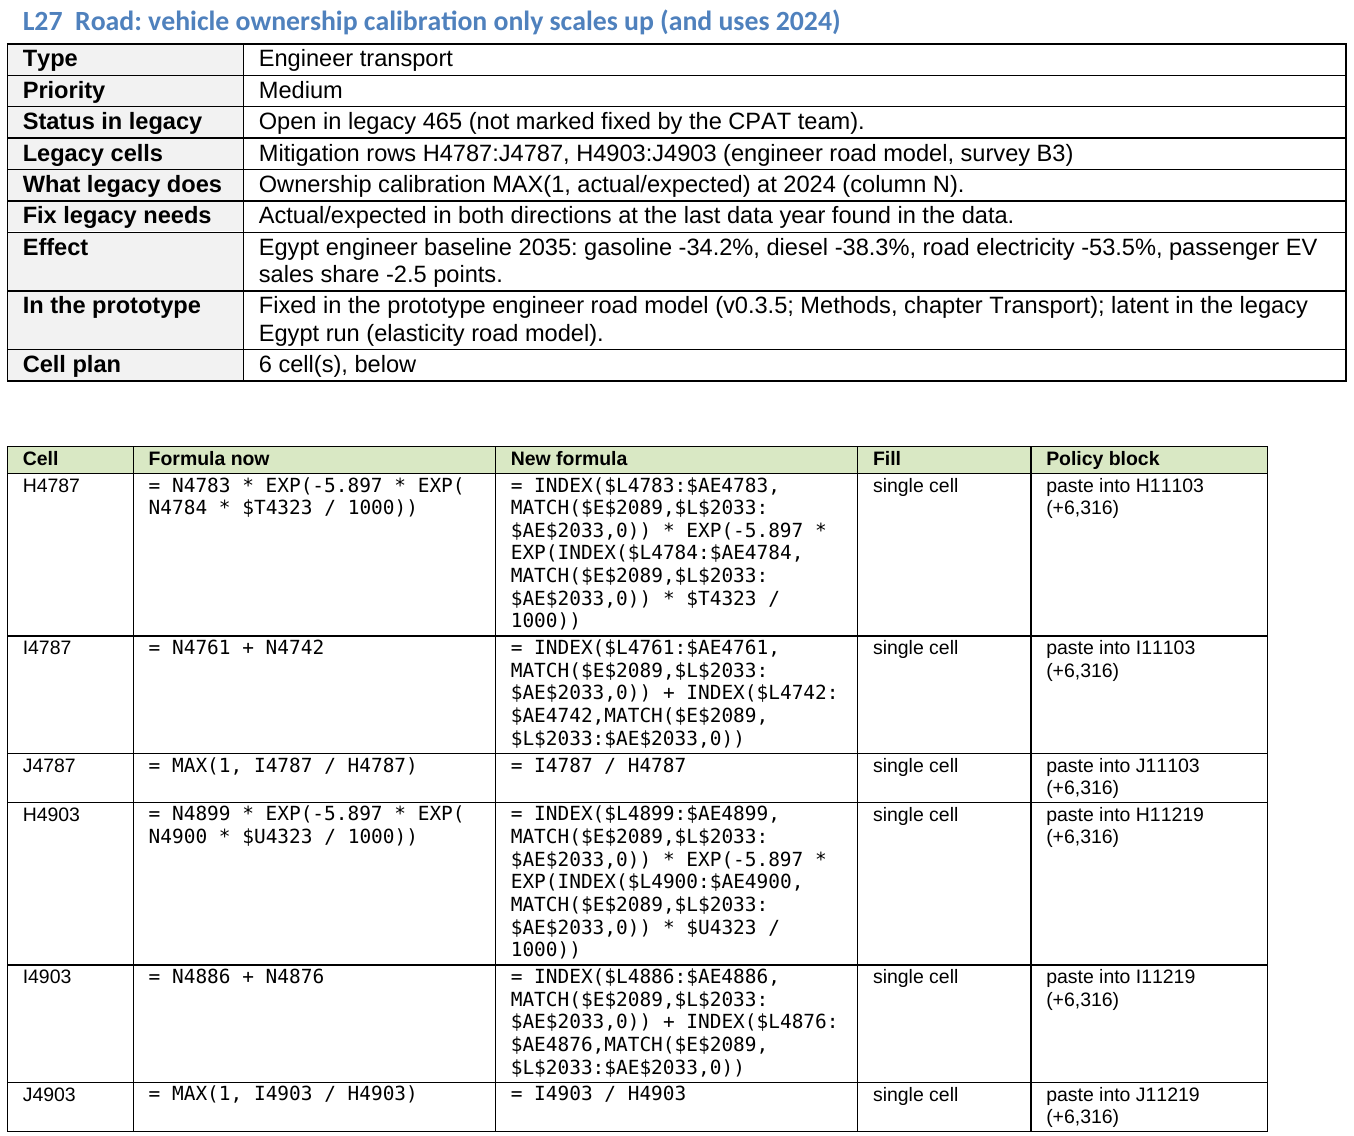 L27 Road: vehicle ownership calibration only scales up (and uses 2024)
Type Engineer transport
Priority Medium
Status in legacy Open in legacy 465 (not marked fixed by the CPAT team).
Legacy cells Mitigation rows H4787:J4787, H4903:J4903 (engineer road model, survey B3)
What legacy does Ownership calibration MAX(1, actual/expected) at 2024 (column N).
Fix legacy needs Actual/expected in both directions at the last data year found in the data.
Effect Egypt engineer baseline 2035: gasoline -34.2%, diesel -38.3%, road electricity -53.5%, passenger EV
sales share -2.5 points.
In the prototype Fixed in the prototype engineer road model (v0.3.5; Methods, chapter Transport); latent in the legacy
Egypt run (elasticity road model).
Cell plan 6 cell(s), below
Cell Formula now New formula Fill Policy block
H4787 = N4783 * EXP(-5.897 * EXP( = INDEX($L4783:$AE4783, single cell paste into H11103
N4784 * $T4323 / 1000)) MATCH($E$2089,$L$2033: (+6,316)
$AE$2033,0)) * EXP(-5.897 *
EXP(INDEX($L4784:$AE4784,
MATCH($E$2089,$L$2033:
$AE$2033,0)) * $T4323 /
1000))
I4787 = N4761 + N4742 = INDEX($L4761:$AE4761, single cell paste into I11103
MATCH($E$2089,$L$2033: (+6,316)
$AE$2033,0)) + INDEX($L4742:
$AE4742,MATCH($E$2089,
$L$2033:$AE$2033,0))
J4787 = MAX(1, I4787 / H4787) = I4787 / H4787 single cell paste into J11103
(+6,316)
H4903 = N4899 * EXP(-5.897 * EXP( = INDEX($L4899:$AE4899, single cell paste into H11219
N4900 * $U4323 / 1000)) MATCH($E$2089,$L$2033: (+6,316)
$AE$2033,0)) * EXP(-5.897 *
EXP(INDEX($L4900:$AE4900,
MATCH($E$2089,$L$2033:
$AE$2033,0)) * $U4323 /
1000))
I4903 = N4886 + N4876 = INDEX($L4886:$AE4886, single cell paste into I11219
MATCH($E$2089,$L$2033: (+6,316)
$AE$2033,0)) + INDEX($L4876:
$AE4876,MATCH($E$2089,
$L$2033:$AE$2033,0))
J4903 = MAX(1, I4903 / H4903) = I4903 / H4903 single cell paste into J11219
(+6,316)